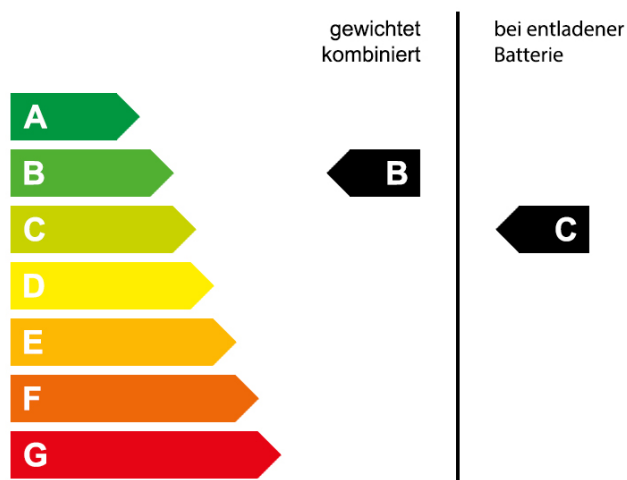 gewichtet
kombiniert
bei entladener
Batterie
A
B
B
C
C
D
E
F
G